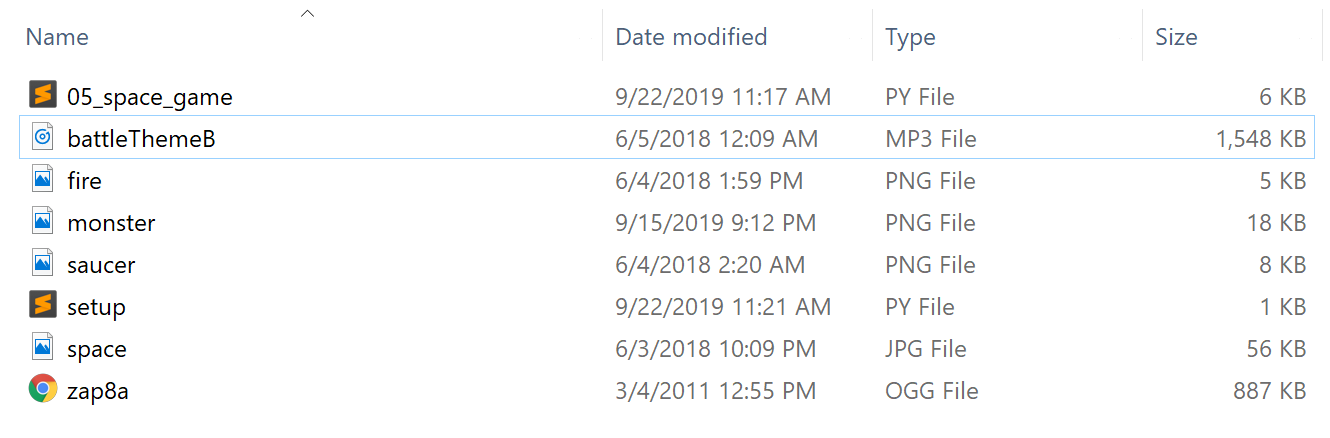 Name Date modified Type Size
05_space_game 9/22/2019 11:17 AM PY File 6 KB
battleThemeB 6/5/2018 12:09 AM MP3 File 1,548 KB
fire 6/4/2018 1:59 PM PNG File 5 KB
monster 9/15/2019 9:12 PM PNG File 18 KB
saucer 6/4/2018 2:20 AM PNG File 8 KB
setup 9/22/2019 11:21 AM PY File 1 KB
space 6/3/2018 10:09 PM JPG File 56 KB
zap8a 3/4/2011 12:55 PM OGG File 887 KB